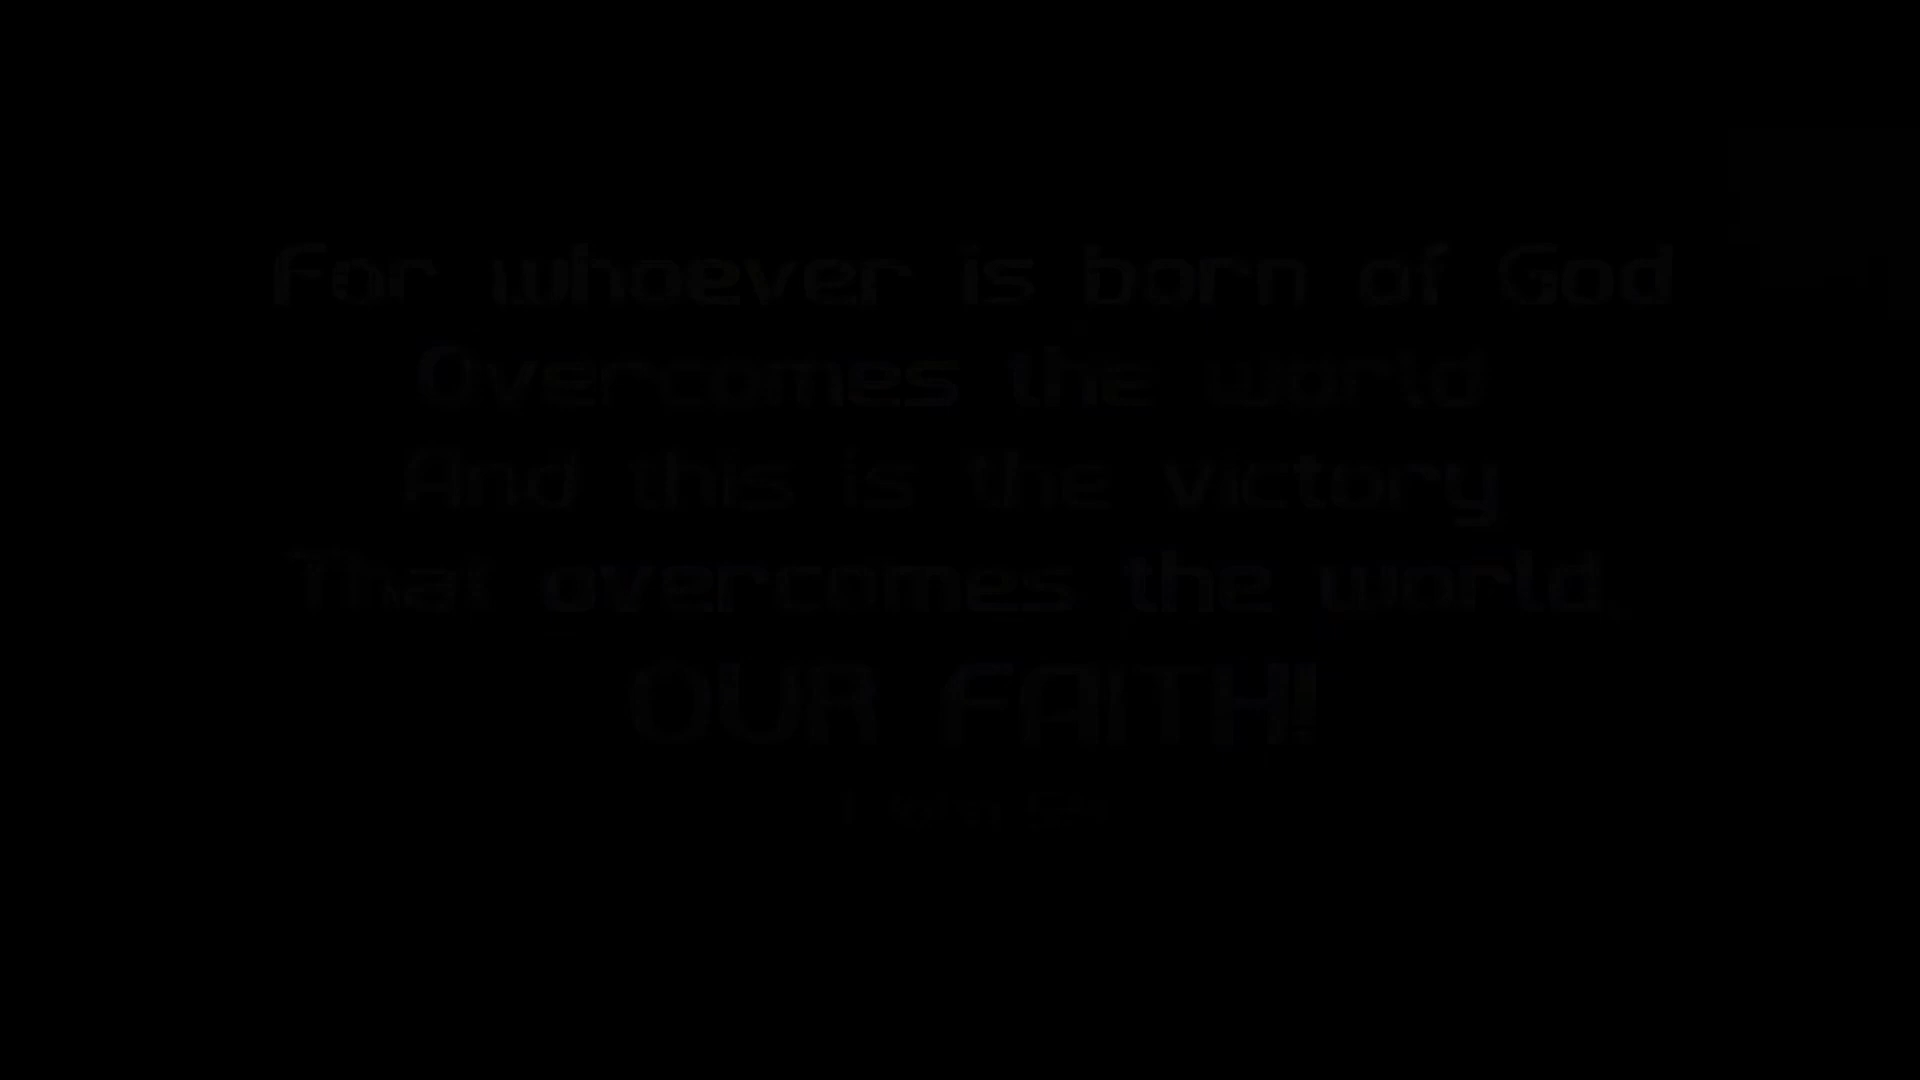 For whoever is born of God
Overcomes the world
And this is the victory
That overcomes the world,
OUR FAITH!
1 John 5:4